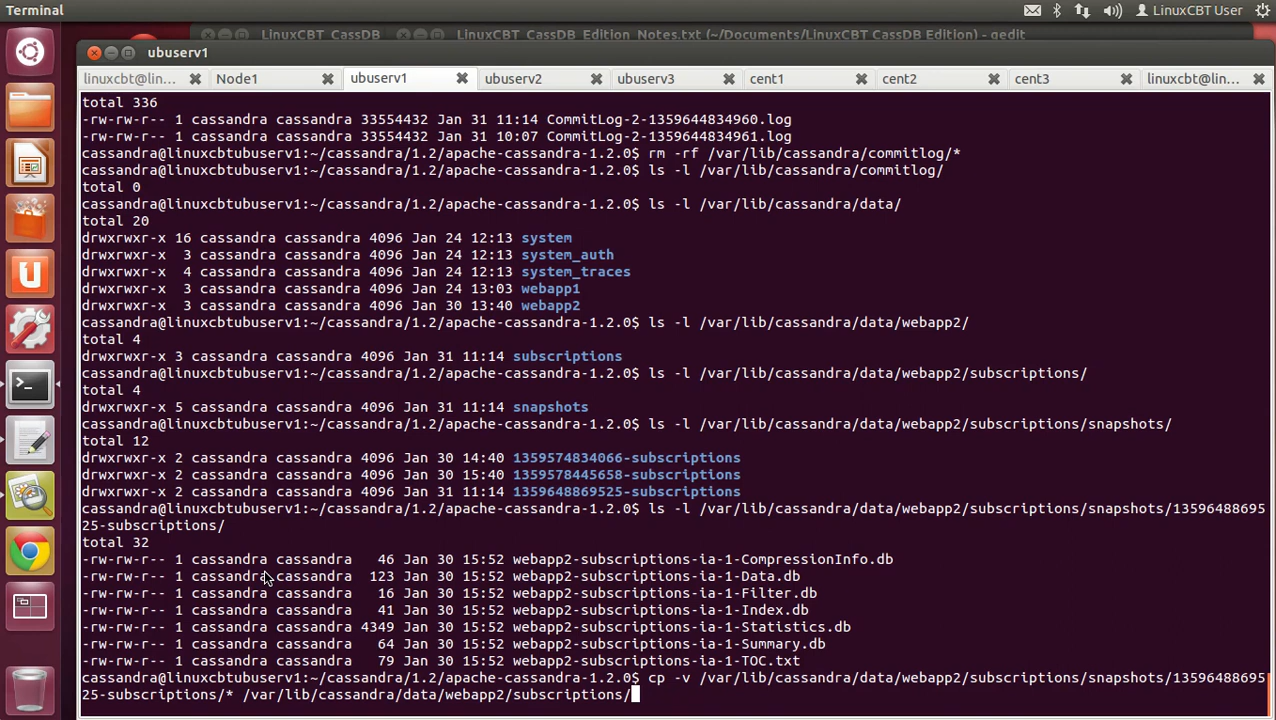 Terminal
LinuxCBT User
LinuxCBT_CassDB
LinuxCBT_CassDB_Edition_Notes.txt (~/Documents/LinuxCBT CassDB Edition) - gedit
ubuserv1
linuxcbt@lin... Node1 ubuserv1 ubuserv2 ubuserv3 cent1 cent2 cent3 linuxcbt@lin...
total 336
-rw-rw-r-- 1 cassandra cassandra 33554432 Jan 31 11:14 CommitLog-2-1359644834960.log
-rw-rw-r-- 1 cassandra cassandra 33554432 Jan 31 10:07 CommitLog-2-1359644834961.log
cassandra@linuxcbtubuserv1:~/cassandra/1.2/apache-cassandra-1.2.0$ rm -rf /var/lib/cassandra/commitlog/*
cassandra@linuxcbtubuserv1:~/cassandra/1.2/apache-cassandra-1.2.0$ ls -l /var/lib/cassandra/commitlog/
total 0
cassandra@linuxcbtubuserv1:~/cassandra/1.2/apache-cassandra-1.2.0$ ls -l /var/lib/cassandra/data/
total 20
drwxrwxr-x 16 cassandra cassandra 4096 Jan 24 12:13 system
drwxrwxr-x  3 cassandra cassandra 4096 Jan 24 12:13 system_auth
drwxrwxr-x  4 cassandra cassandra 4096 Jan 24 12:13 system_traces
drwxrwxr-x  3 cassandra cassandra 4096 Jan 24 13:03 webapp1
drwxrwxr-x  3 cassandra cassandra 4096 Jan 30 13:40 webapp2
cassandra@linuxcbtubuserv1:~/cassandra/1.2/apache-cassandra-1.2.0$ ls -l /var/lib/cassandra/data/webapp2/
total 4
drwxrwxr-x 3 cassandra cassandra 4096 Jan 31 11:14 subscriptions
cassandra@linuxcbtubuserv1:~/cassandra/1.2/apache-cassandra-1.2.0$ ls -l /var/lib/cassandra/data/webapp2/subscriptions/
total 4
drwxrwxr-x 5 cassandra cassandra 4096 Jan 31 11:14 snapshots
cassandra@linuxcbtubuserv1:~/cassandra/1.2/apache-cassandra-1.2.0$ ls -l /var/lib/cassandra/data/webapp2/subscriptions/snapshots/
total 12
drwxrwxr-x 2 cassandra cassandra 4096 Jan 30 14:40 1359574834066-subscriptions
drwxrwxr-x 2 cassandra cassandra 4096 Jan 30 15:40 1359578445658-subscriptions
drwxrwxr-x 2 cassandra cassandra 4096 Jan 31 11:14 1359648869525-subscriptions
cassandra@linuxcbtubuserv1:~/cassandra/1.2/apache-cassandra-1.2.0$ ls -l /var/lib/cassandra/data/webapp2/subscriptions/snapshots/13596488695
25-subscriptions/
total 32
-rw-rw-r-- 1 cassandra cassandra   46 Jan 30 15:52 webapp2-subscriptions-ia-1-CompressionInfo.db
-rw-rw-r-- 1 cassandra cassandra  123 Jan 30 15:52 webapp2-subscriptions-ia-1-Data.db
-rw-rw-r-- 1 cassandra cassandra   16 Jan 30 15:52 webapp2-subscriptions-ia-1-Filter.db
-rw-rw-r-- 1 cassandra cassandra   41 Jan 30 15:52 webapp2-subscriptions-ia-1-Index.db
-rw-rw-r-- 1 cassandra cassandra 4349 Jan 30 15:52 webapp2-subscriptions-ia-1-Statistics.db
-rw-rw-r-- 1 cassandra cassandra   64 Jan 30 15:52 webapp2-subscriptions-ia-1-Summary.db
-rw-rw-r-- 1 cassandra cassandra   79 Jan 30 15:52 webapp2-subscriptions-ia-1-TOC.txt
cassandra@linuxcbtubuserv1:~/cassandra/1.2/apache-cassandra-1.2.0$ cp -v /var/lib/cassandra/data/webapp2/subscriptions/snapshots/13596488695
25-subscriptions/* /var/lib/cassandra/data/webapp2/subscriptions/